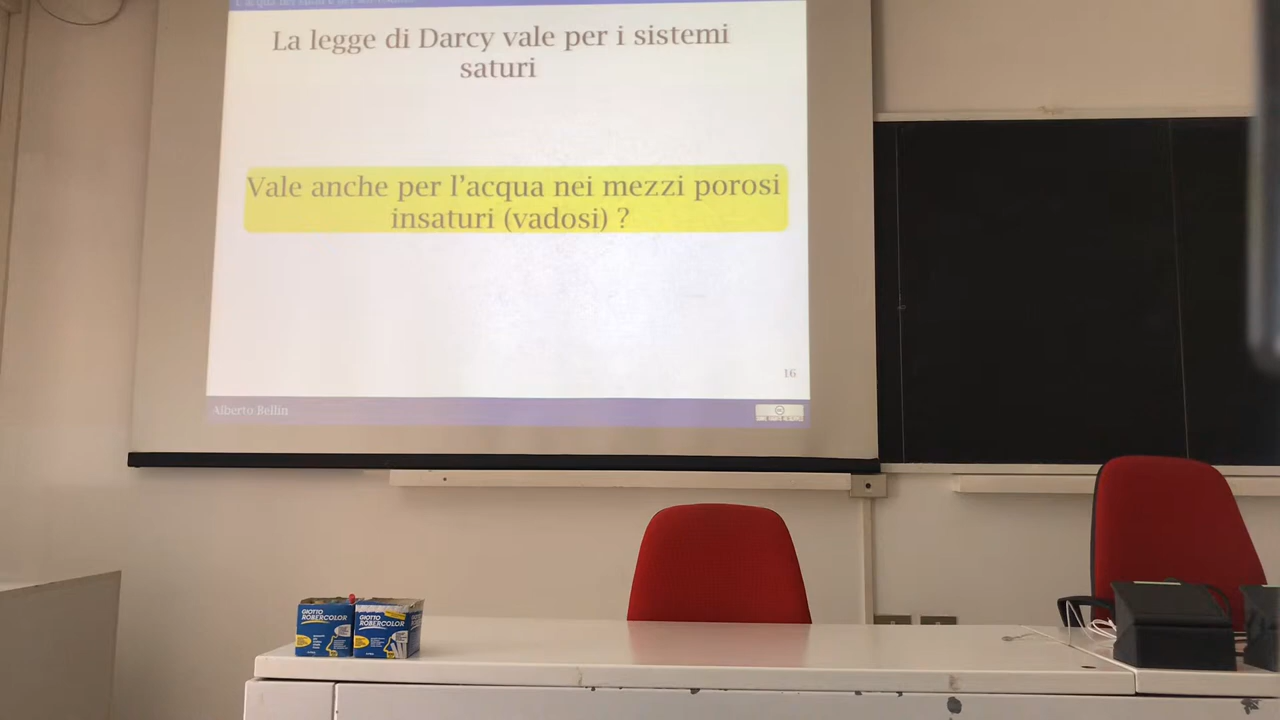 La legge di Darcy vale per i sistemi
saturi
Vale anche per l'acqua nei mezzi porosi
insaturi (vadosi) ?
16
Alberto Bellin
GIOTTO
ROBERCOLOR
GIOTTO
ROBERCOLOR